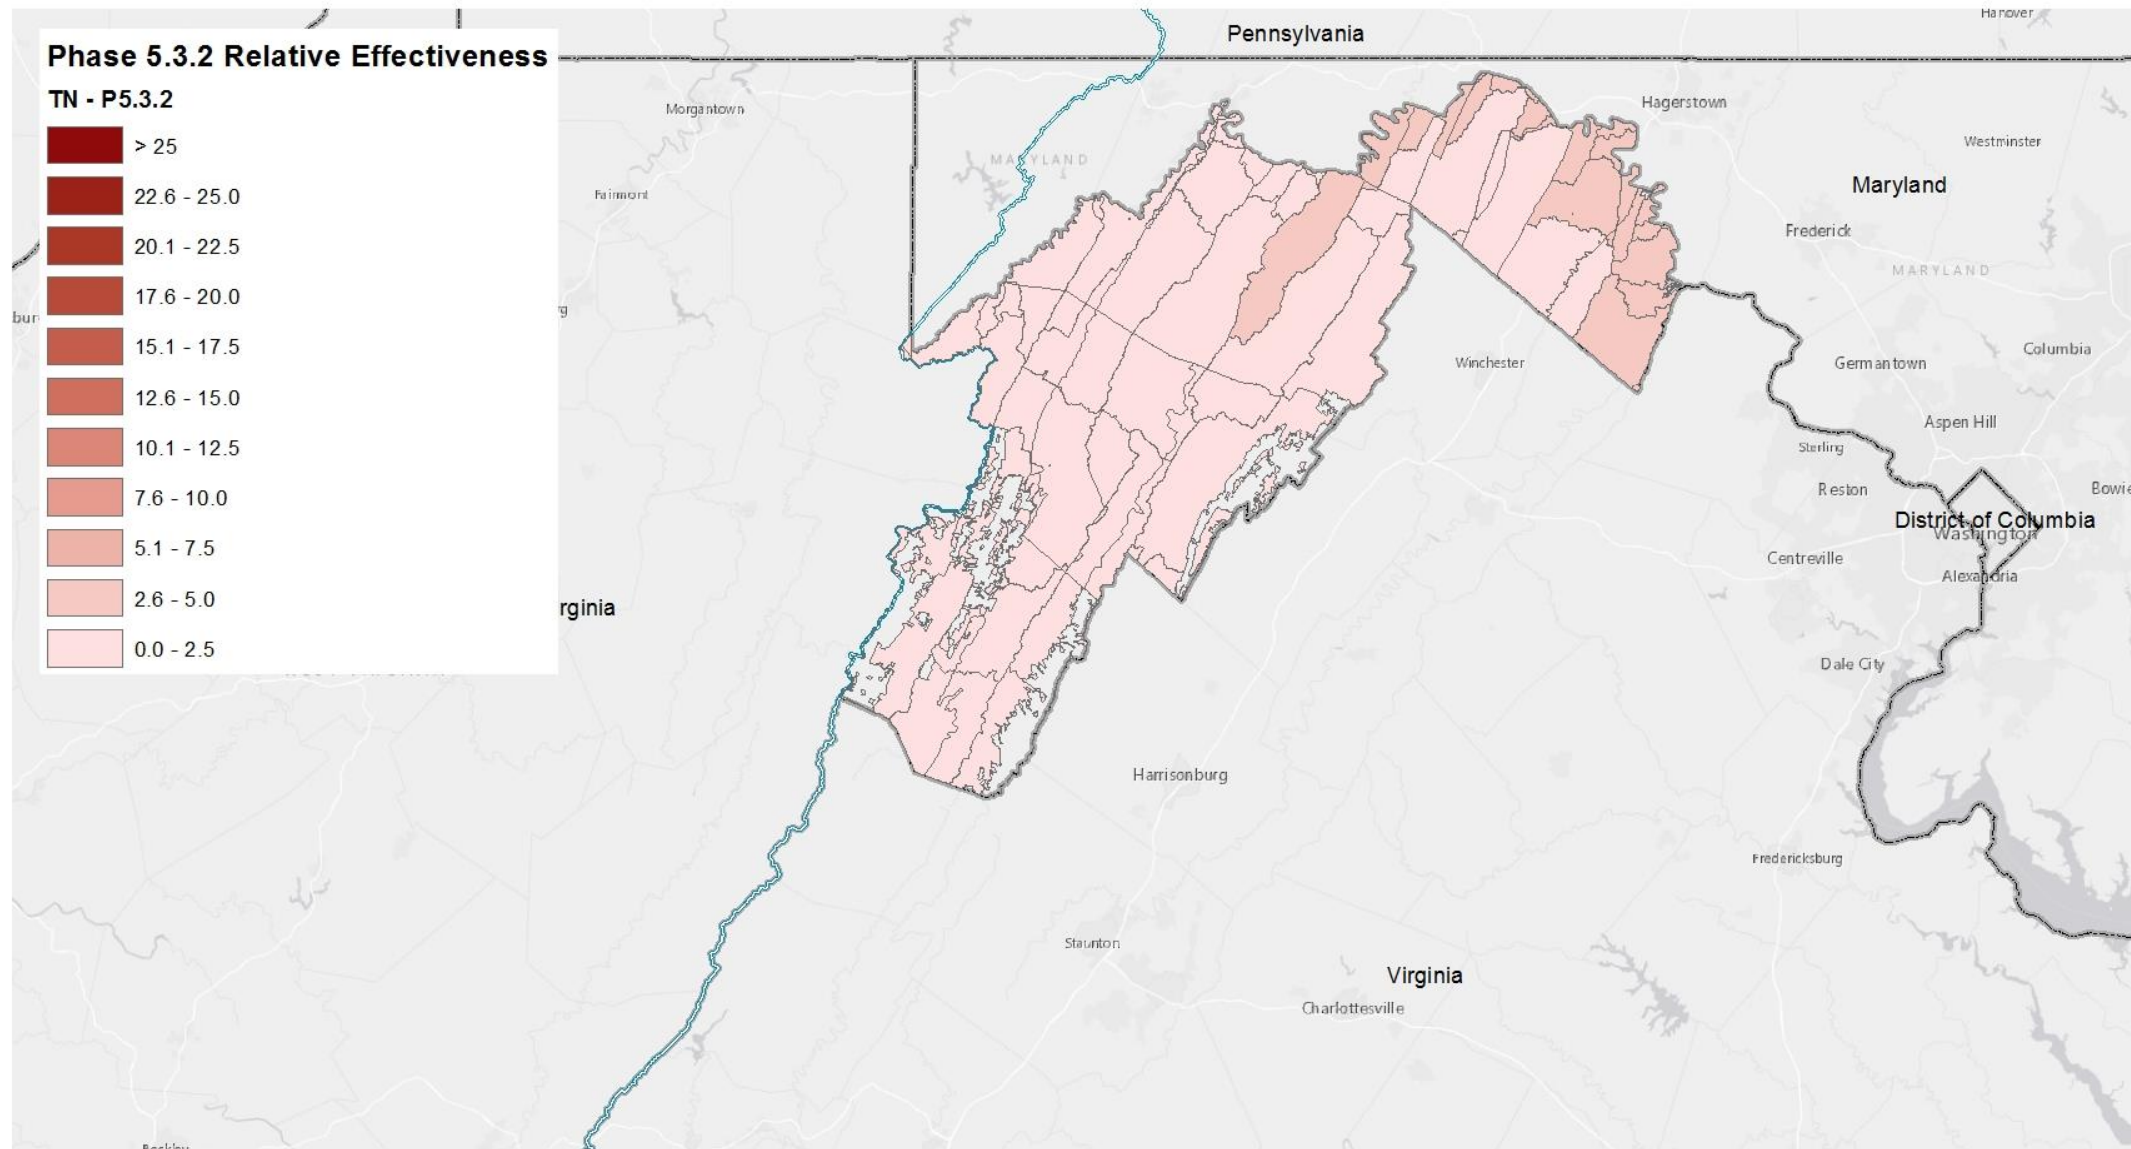 Phase 5.3.2 Relative Effectiveness
TN - P5.3.2
> 25
22.6 - 25.0
20.1 - 22.5
17.6 - 20.0
15.1 - 17.5
12.6 - 15.0
10.1 - 12.5
7.6 - 10.0
5.1 - 7.5
2.6 - 5.0
0.0 - 2.5
Hanover
Pennsylvania
Morgantown
Hagerstown
Westminster
MARYLAND
Maryland
Fairmont
Frederick
MARYLAND
Winchester
Germantown
Columbia
Aspen Hill
Sterling
Reston
Bowie
District of Columbia
Washington
Centreville
Alexandria
rginia
Dale City
Harrisonburg
Fredericksburg
Staunton
Virginia
Charlottesville